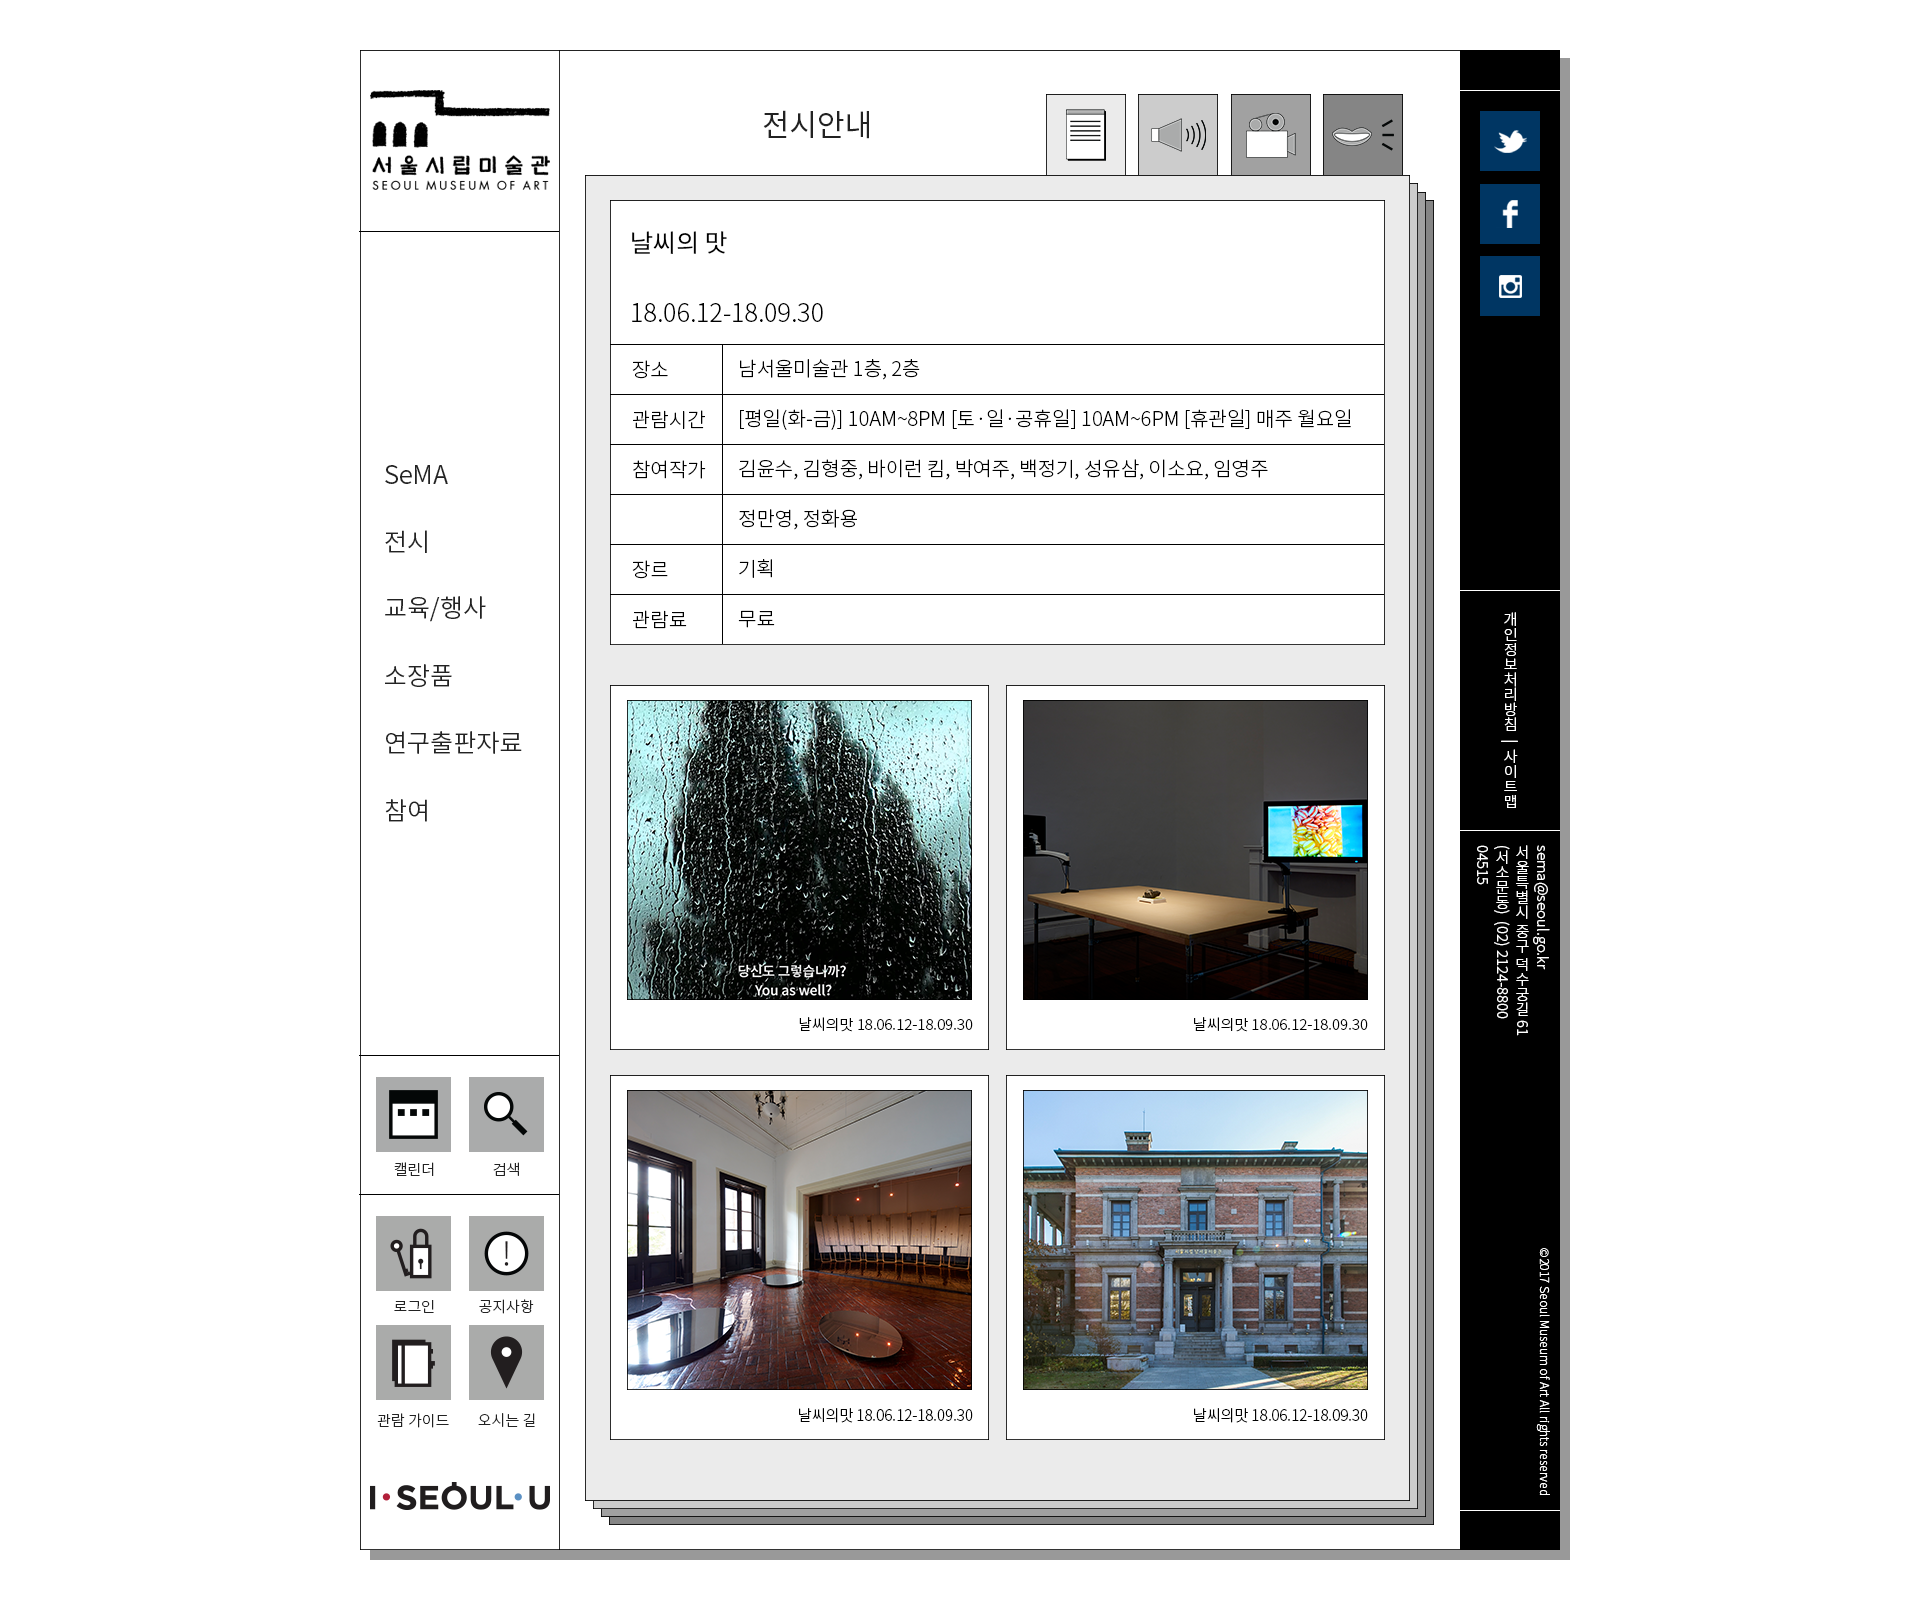 서울시립미술관
SEOUL MUSEUM OF ART
SeMA
전시
교육/행사
소장품
연구출판자료
참여
캘린더
검색
로그인
공지사항
관람 가이드
오시는 길
I·SEOUL·U
전시안내
날씨의 맛
18.06.12-18.09.30
장소 남서울미술관 1층, 2층
관람시간 [평일(화-금)] 10AM~8PM [토·일·공휴일] 10AM~6PM [휴관일] 매주 월요일
참여작가 김윤수, 김형중, 바이런 킴, 박여주, 백정기, 성유삼, 이소요, 임영주
정만영, 정화용
장르 기획
관람료 무료
당신도 그렇습니까?
You as well?
날씨의맛 18.06.12-18.09.30
날씨의맛 18.06.12-18.09.30
날씨의맛 18.06.12-18.09.30
날씨의맛 18.06.12-18.09.30
개인정보처리방침 | 사이트맵
sema@seoul.go.kr
서울특별시 중구 덕수궁길 61
(서소문동) (02) 2124-8800
04515
©2017 Seoul Museum of Art All rights reserved